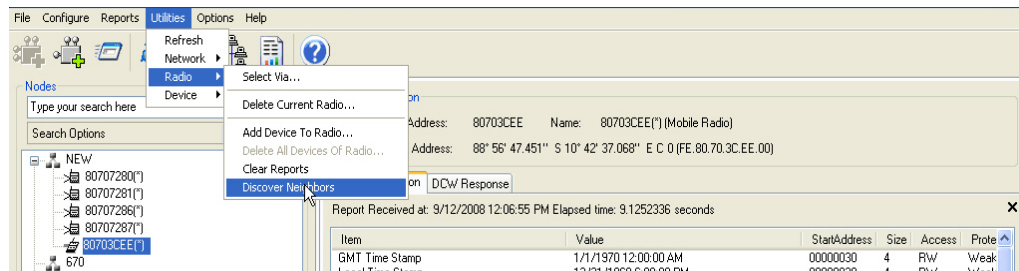 File Configure Reports Utilities Options Help
Refresh
Network
Radio
Device
Select Via...
Delete Current Radio...
Add Device To Radio...
Delete All Devices Of Radio...
Clear Reports
Discover Neighbors
Nodes
Type your search here
Search Options
NEW
80707280(*)
80707281(*)
80707286(*)
80707287(*)
80703CEE(*)
670
on
Address: 80703CEE Name: 80703CEE(*) (Mobile Radio)
Address: 88° 56' 47.451'' S 10° 42' 37.068'' E C 0 (FE.80.70.3C.EE.00)
on DCW Response
Report Received at: 9/12/2008 12:06:55 PM Elapsed time: 9.1252336 seconds
Item Value StartAddress Size Access Prote
GMT Time Stamp 1/1/1970 12:00:00 AM 00000030 4 RW Weak